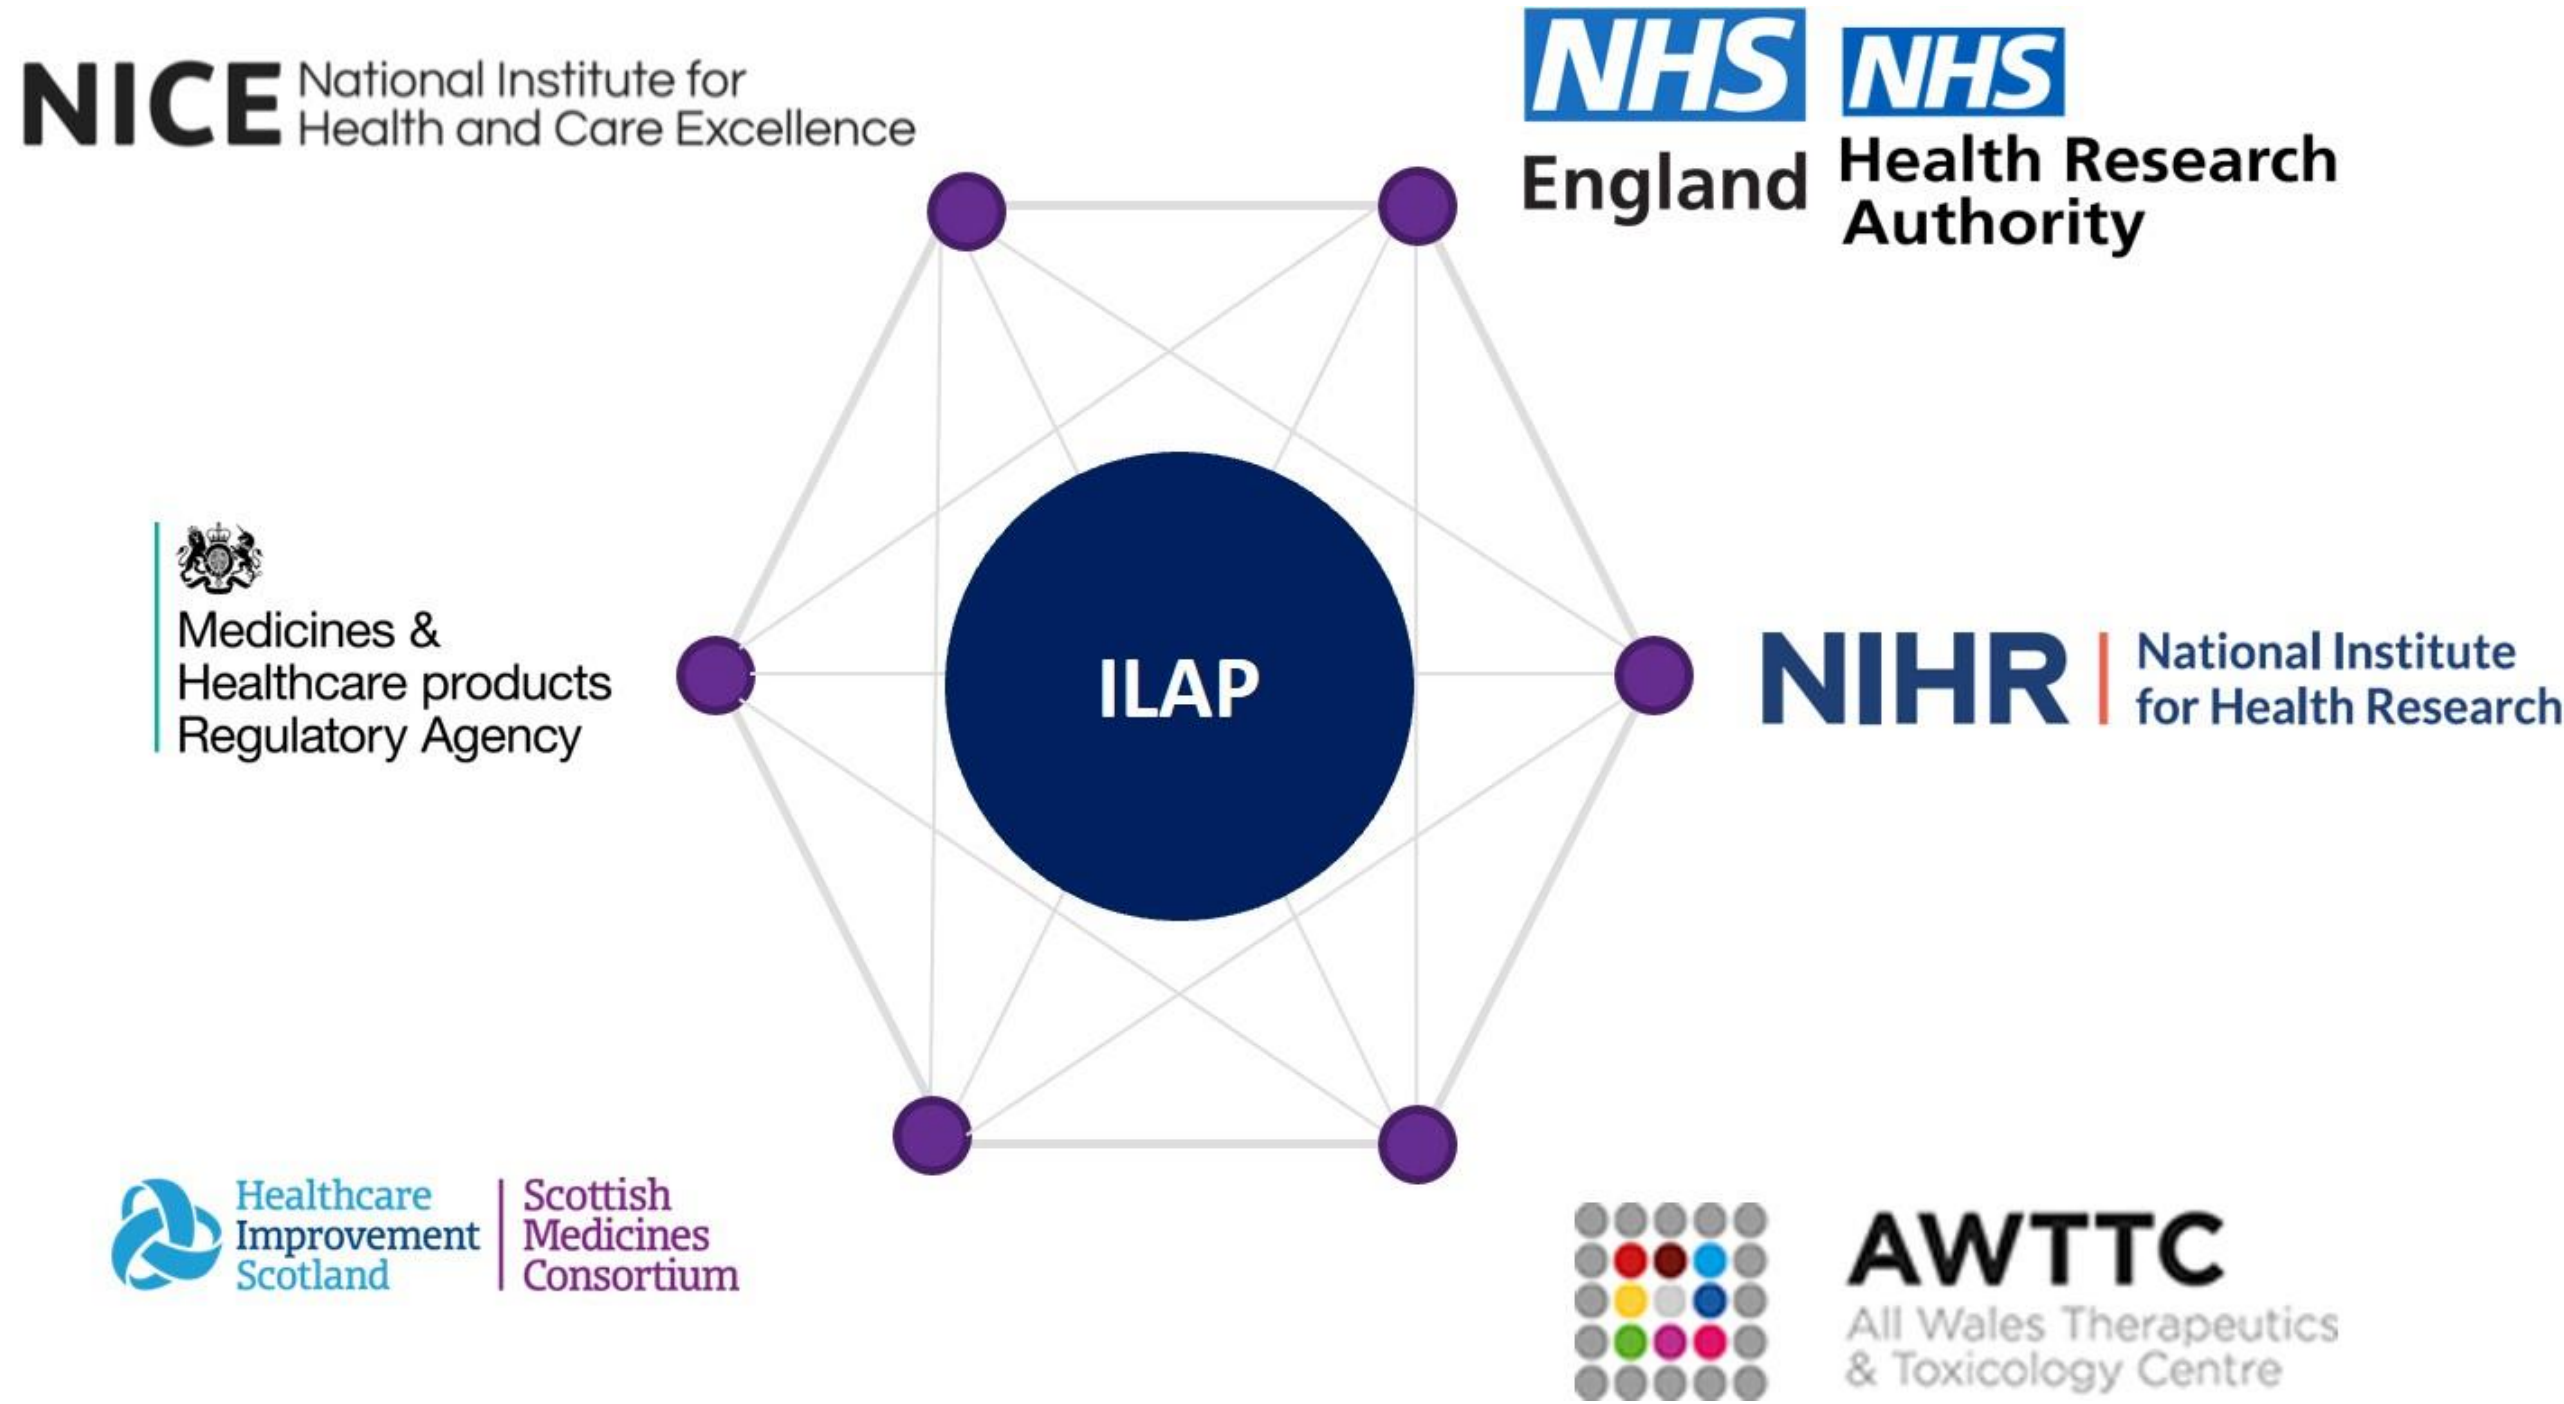 NICE National Institute for
Health and Care Excellence
NHS
England
NHS
Health Research
Authority
Medicines &
Healthcare products
Regulatory Agency
ILAP
NIHR | National Institute
for Health Research
Healthcare
Improvement
Scotland
Scottish
Medicines
Consortium
AWTTC
All Wales Therapeutics
& Toxicology Centre